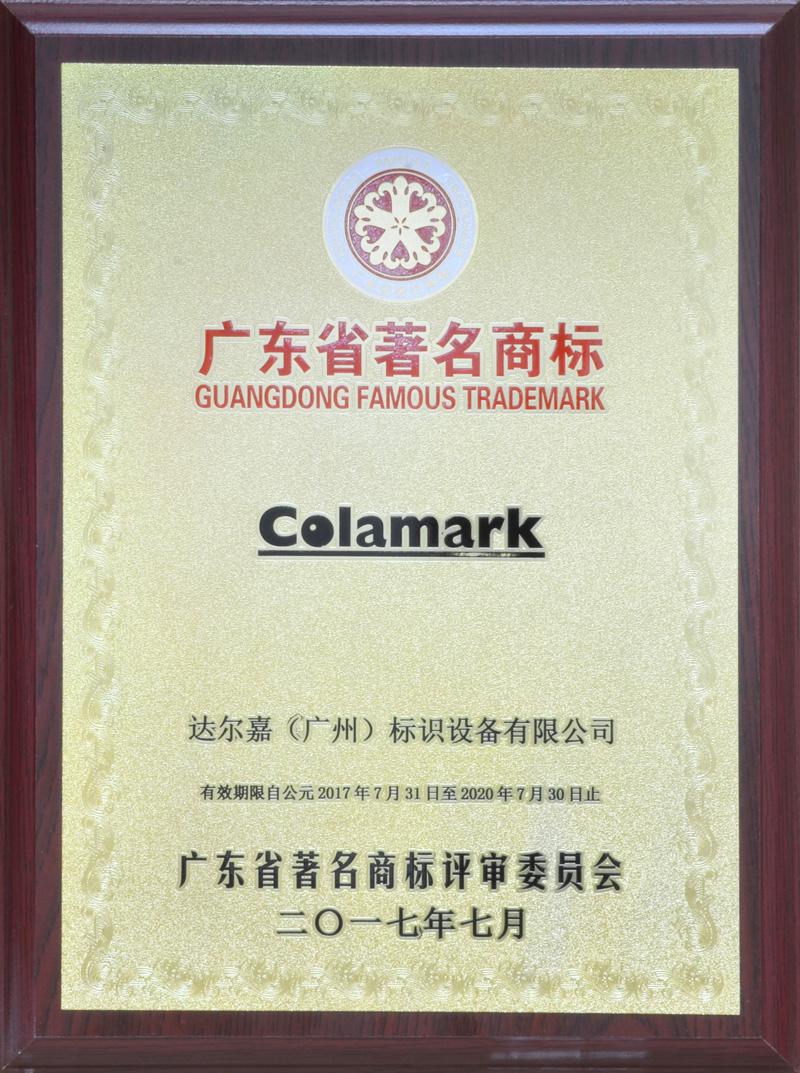 广东省著名商标
GUANGDONG FAMOUS TRADEMARK
Colamark
达尔嘉（广州）标识设备有限公司
有效期限自公元2017年7月31日至2020年7月30日止
广东省著名商标评审委员会
二〇一七年七月